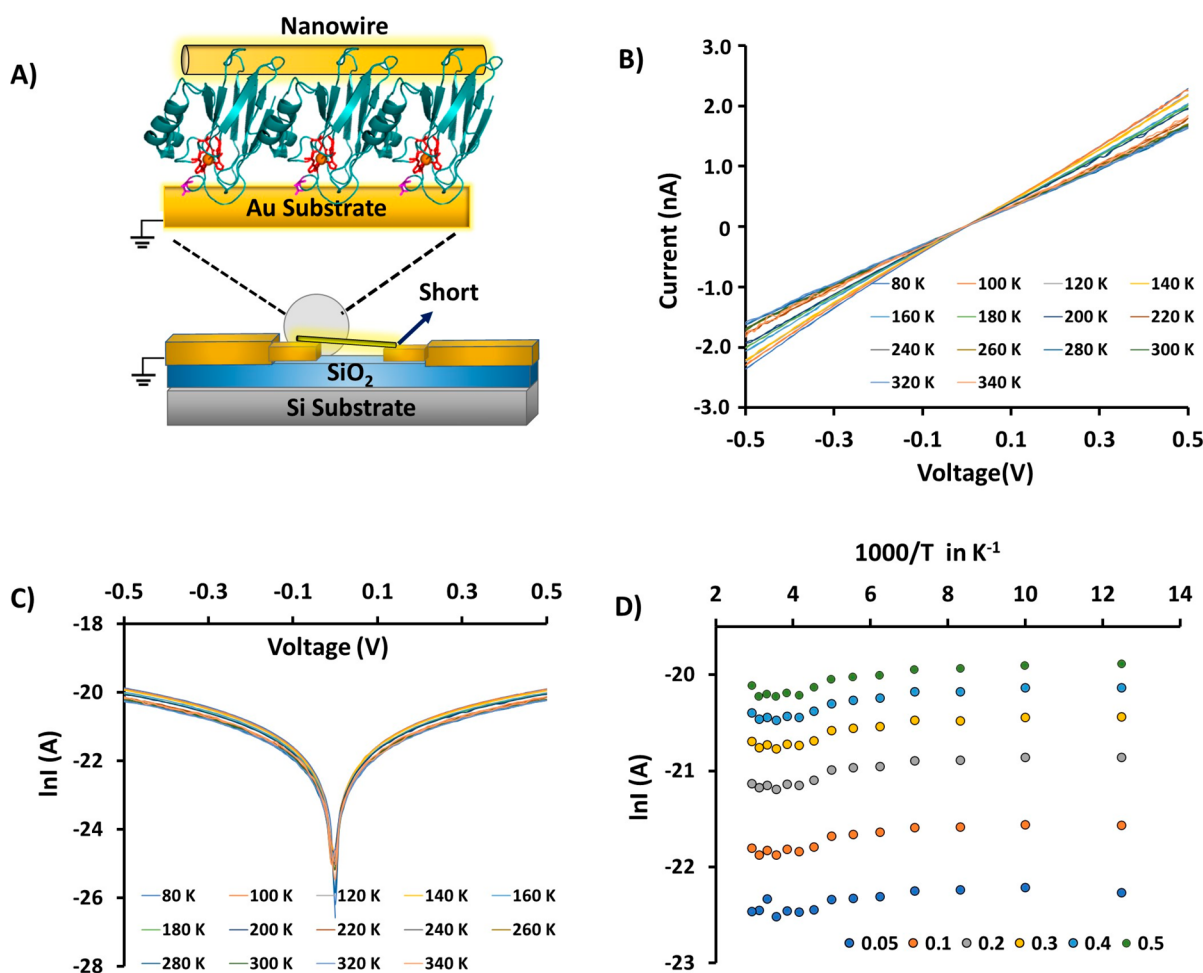 A)
Nanowire
Au Substrate
Short
SiO2
Si Substrate
B)
3.0
2.0
1.0
0
-1.0
-2.0
-3.0
Current (nA)
80 K 100 K 120 K 140 K
160 K 180 K 200 K 220 K
240 K 260 K 280 K 300 K
320 K 340 K
-0.5 -0.3 -0.1 0.1 0.3 0.5
Voltage(V)
C)
-0.5 -0.3 -0.1 0.1 0.3 0.5
Voltage (V)
-18
-20
-22
-24
-26
-28
lnI (A)
80 K 100 K 120 K 140 K 160 K
180 K 200 K 220 K 240 K 260 K
280 K 300 K 320 K 340 K
D)
1000/T in K-1
2 4 6 8 10 12 14
-20
-21
-22
-23
lnI (A)
0.05 0.1 0.2 0.3 0.4 0.5